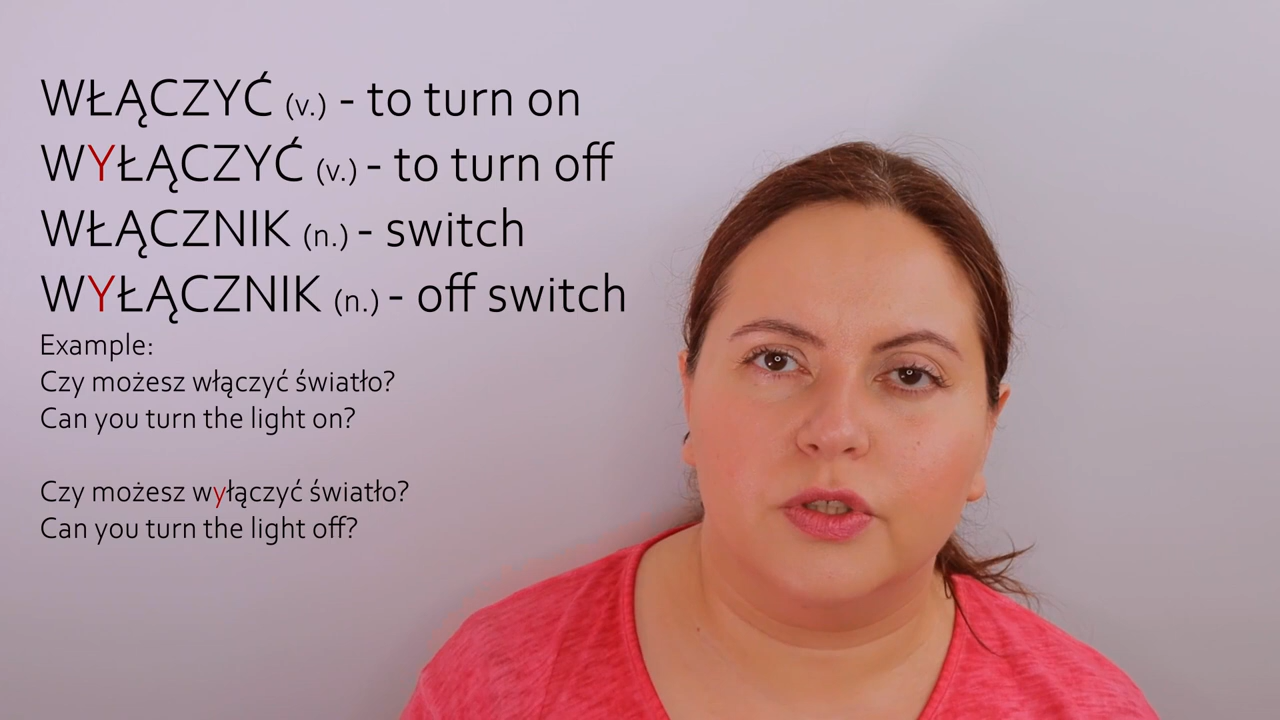 WŁĄCZYĆ (v.) - to turn on
WYŁĄCZYĆ (v.) - to turn off
WŁĄCZNIK (n.) - switch
WYŁĄCZNIK (n.) - off switch
Example:
Czy możesz włączyć światło?
Can you turn the light on?
Czy możesz wyłączyć światło?
Can you turn the light off?